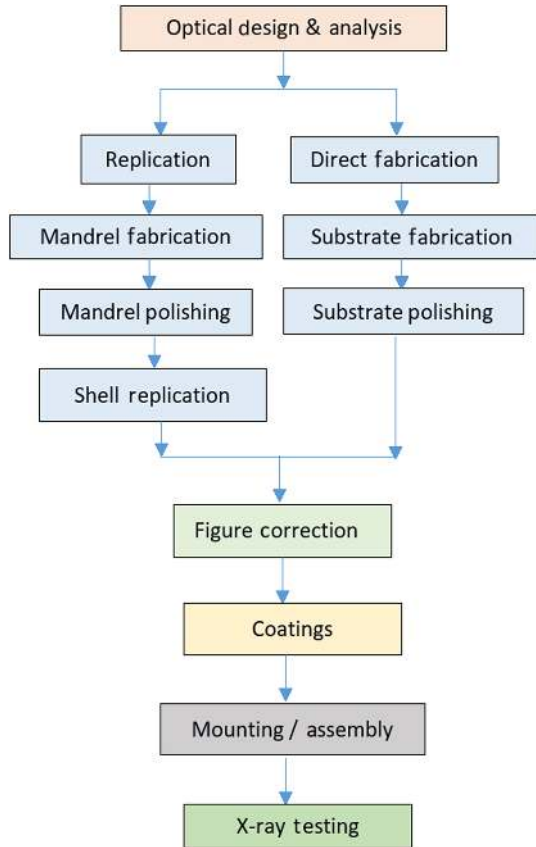 Optical design & analysis
Replication
Direct fabrication
Mandrel fabrication
Substrate fabrication
Mandrel polishing
Substrate polishing
Shell replication
Figure correction
Coatings
Mounting / assembly
X-ray testing